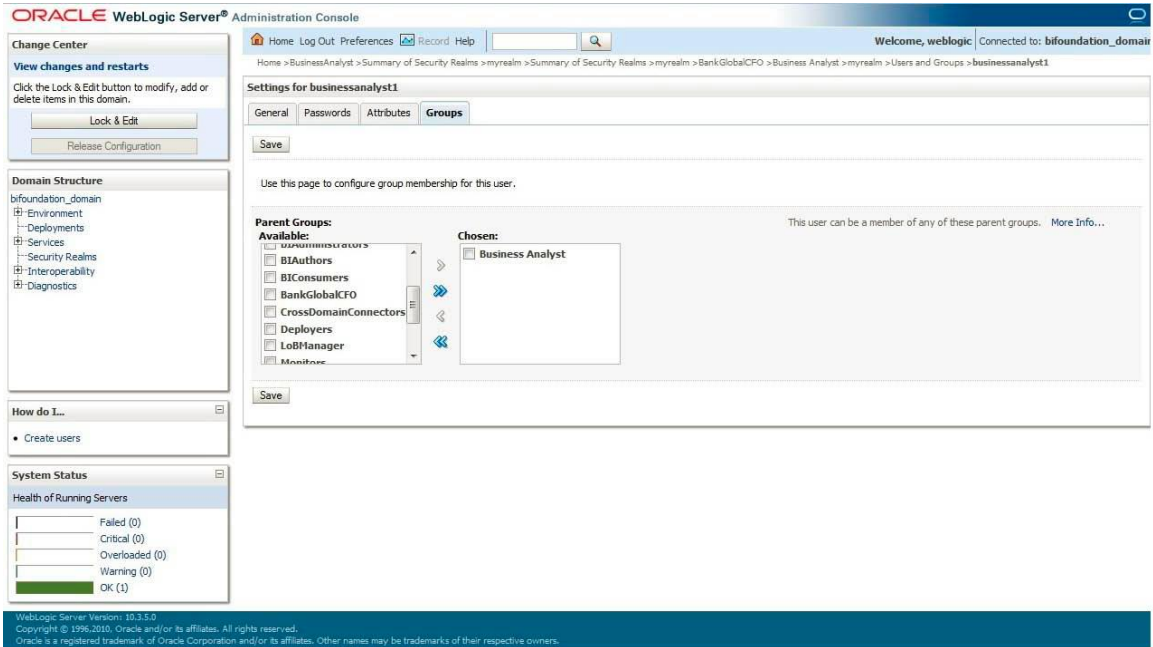 ORACLE WebLogic Server® Administration Console
Change Center
View changes and restarts
Click the Lock & Edit button to modify, add or
delete items in this domain.
Lock & Edit
Release Configuration
Domain Structure
bifoundation_domain
Environment
Deployments
Services
Security Realms
Interoperability
Diagnostics
How do I...
Create users
System Status
Health of Running Servers
Failed (0)
Critical (0)
Overloaded (0)
Warning (0)
OK (1)
Home Log Out Preferences Record Help
Welcome, weblogic Connected to: bifoundation_domain
Home >BusinessAnalyst >Summary of Security Realms >myrealm >Summary of Security Realms >myrealm >BankGlobalCFO >Business Analyst >myrealm >Users and Groups >businessanalyst1
Settings for businessanalyst1
General Passwords Attributes Groups
Save
Use this page to configure group membership for this user.
Parent Groups:
This user can be a member of any of these parent groups. More Info...
Available:
BIAdministrators
BIAuthors
BIConsumers
BankGlobalCFO
CrossDomainConnectors
Deployers
LoBManager
Monitors
Chosen:
Business Analyst
Save
WebLogic Server Version: 10.3.5.0
Copyright © 1996,2010, Oracle and/or its affiliates. All rights reserved.
Oracle is a registered trademark of Oracle Corporation and/or its affiliates. Other names may be trademarks of their respective owners.